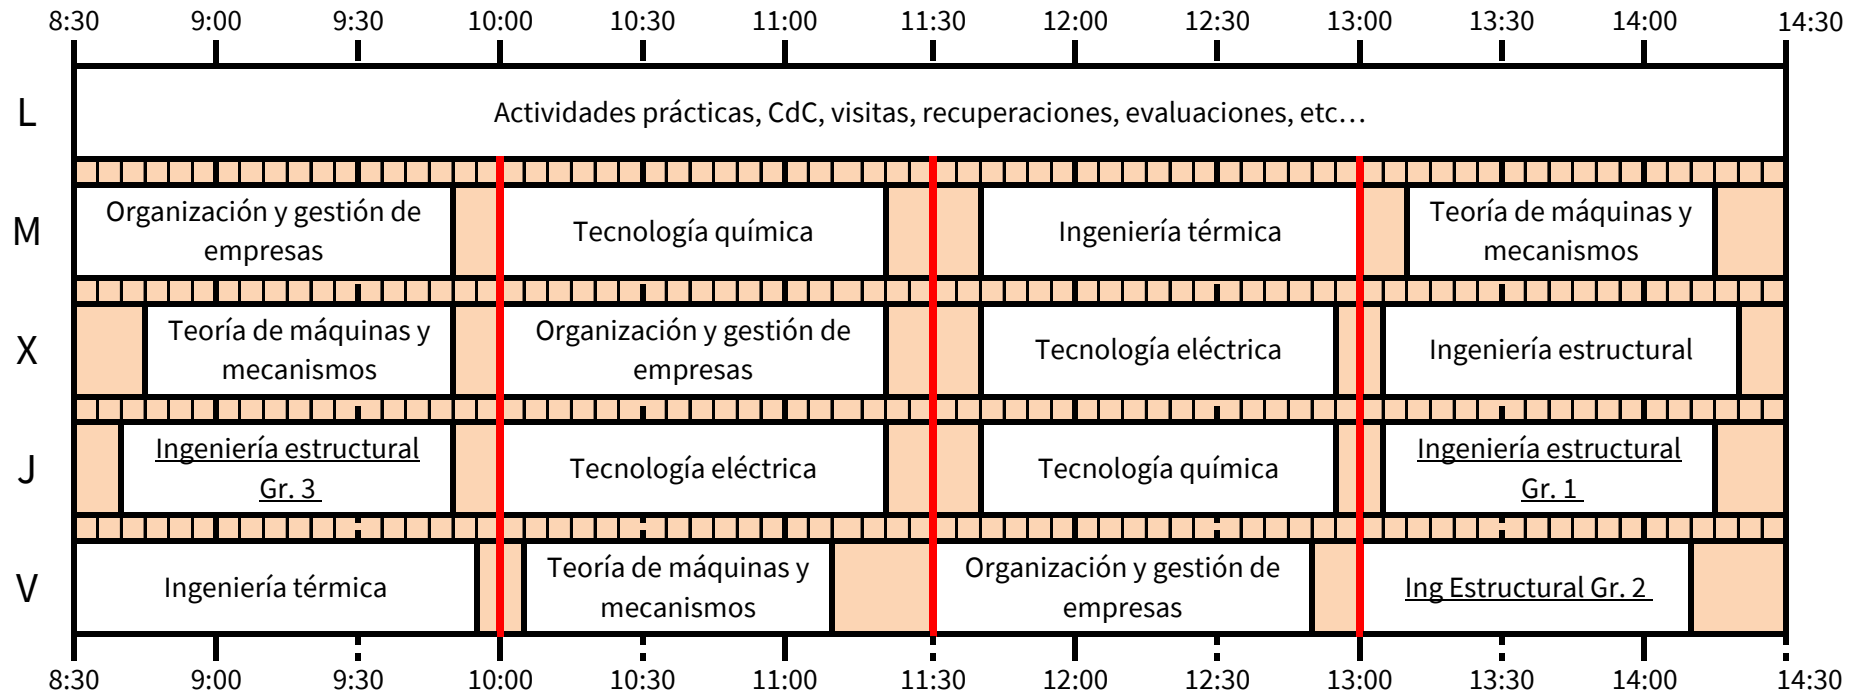 8:30 9:00 9:30 10:00 10:30 11:00 11:30 12:00 12:30 13:00 13:30 14:00 14:30
L
Actividades prácticas, CdC, visitas, recuperaciones, evaluaciones, etc…
M
Organización y gestión de
empresas
Tecnología química
Ingeniería térmica
Teoría de máquinas y
mecanismos
X
Teoría de máquinas y
mecanismos
Organización y gestión de
empresas
Tecnología eléctrica
Ingeniería estructural
J
Ingeniería estructural
Gr. 3
Tecnología eléctrica
Tecnología química
Ingeniería estructural
Gr. 1
V
Ingeniería térmica
Teoría de máquinas y
mecanismos
Organización y gestión de
empresas
Ing Estructural Gr. 2
8:30 9:00 9:30 10:00 10:30 11:00 11:30 12:00 12:30 13:00 13:30 14:00 14:30